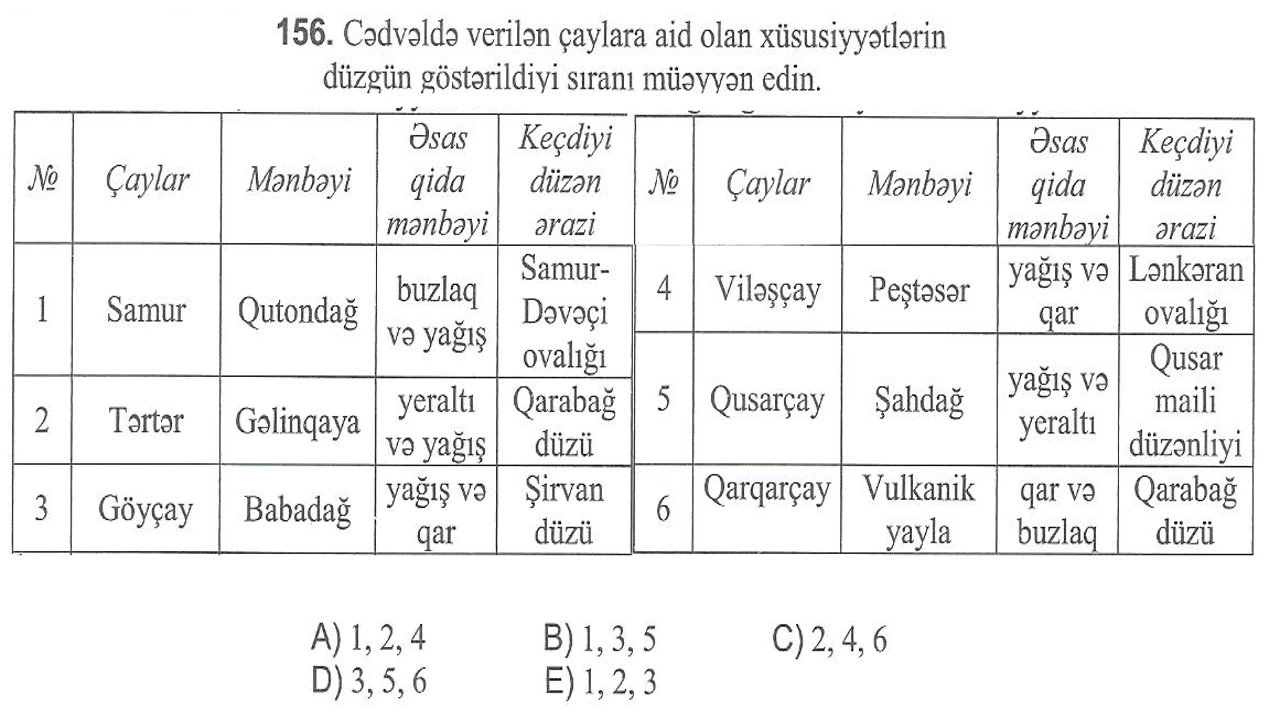 156. Cədvəldə verilən çaylara aid olan xüsusiyyətlərin
düzgün göstərildiyi sıranı müəyyən edin.
№ Çaylar Mənbəyi Əsas qida mənbəyi Keçdiyi düzən ərazi
1 Samur Qutondağ buzlaq və yağış Samur-Dəvəçi ovalığı
2 Tərtər Gəlinqaya yeraltı və yağış Qarabağ düzü
3 Göyçay Babadağ yağış və qar Şirvan düzü
№ Çaylar Mənbəyi Əsas qida mənbəyi Keçdiyi düzən ərazi
4 Viləşçay Peştəsər yağış və qar Lənkəran ovalığı
5 Qusarçay Şahdağ yağış və yeraltı Qusar maili düzənliyi
6 Qarqarçay Vulkanik yayla qar və buzlaq Qarabağ düzü
A) 1, 2, 4 B) 1, 3, 5 C) 2, 4, 6
D) 3, 5, 6 E) 1, 2, 3